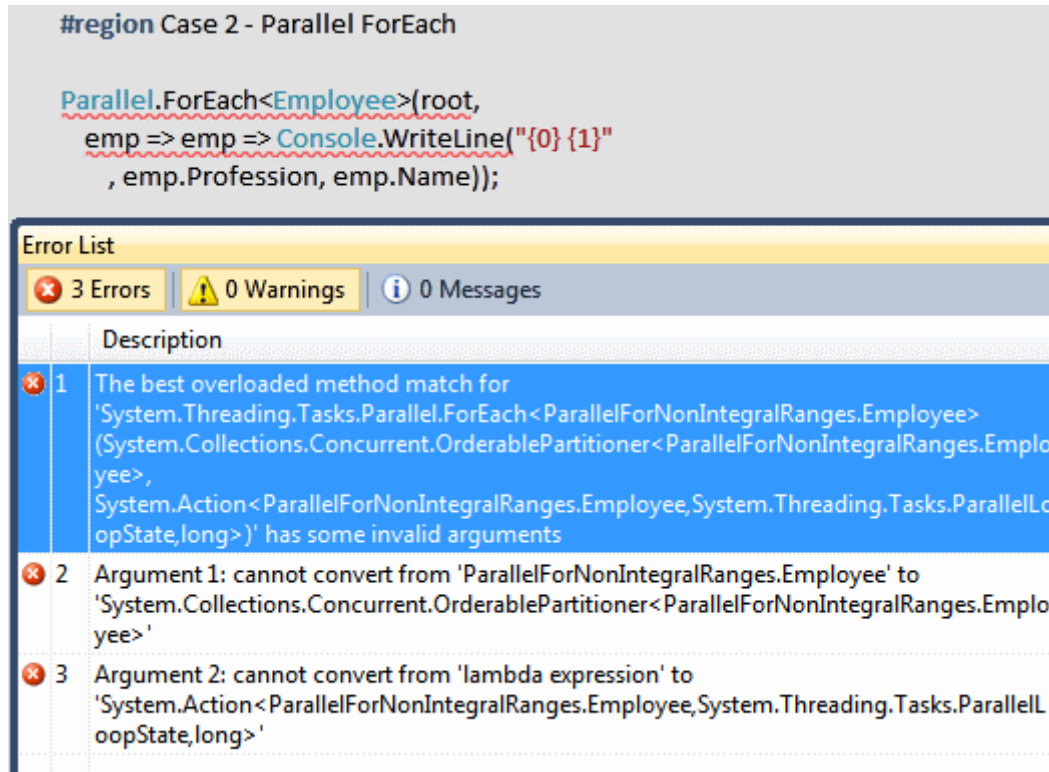 #region Case 2 - Parallel ForEach
Parallel.ForEach<Employee>(root,
emp => emp => Console.WriteLine("{0} {1}"
, emp.Profession, emp.Name));
Error List
3 Errors 0 Warnings 0 Messages
Description
1 The best overloaded method match for
'System.Threading.Tasks.Parallel.ForEach<ParallelForNonIntegralRanges.Employee>
(System.Collections.Concurrent.OrderablePartitioner<ParallelForNonIntegralRanges.Emplo
yee>,
System.Action<ParallelForNonIntegralRanges.Employee,System.Threading.Tasks.ParallelLo
opState,long>)' has some invalid arguments
2 Argument 1: cannot convert from 'ParallelForNonIntegralRanges.Employee' to
'System.Collections.Concurrent.OrderablePartitioner<ParallelForNonIntegralRanges.Emplo
yee>'
3 Argument 2: cannot convert from 'lambda expression' to
'System.Action<ParallelForNonIntegralRanges.Employee,System.Threading.Tasks.ParallelL
oopState,long>'